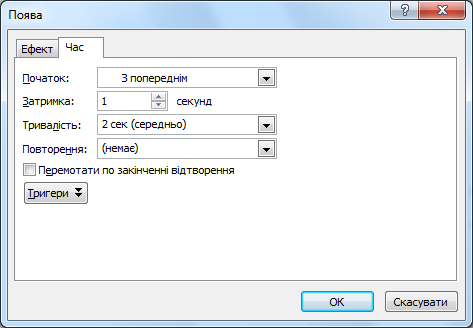 Поява
Ефект Час
Початок: З попереднім
Затримка: 1 секунд
Тривалість: 2 сек (середньо)
Повторення: (немає)
Перемотати по закінченні відтворення
Тригери
ОК Скасувати